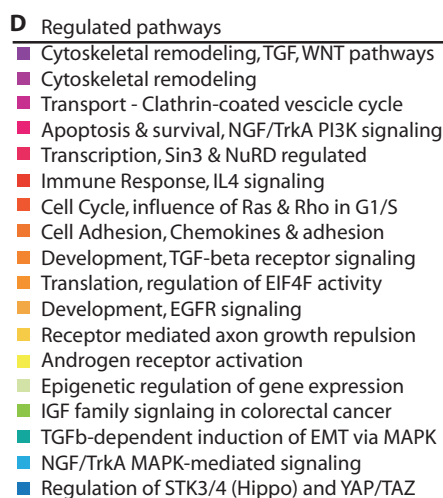 D Regulated pathways
Cytoskeletal remodeling, TGF, WNT pathways
Cytoskeletal remodeling
Transport - Clathrin-coated vescicle cycle
Apoptosis & survival, NGF/TrkA PI3K signaling
Transcription, Sin3 & NuRD regulated
Immune Response, IL4 signaling
Cell Cycle, influence of Ras & Rho in G1/S
Cell Adhesion, Chemokines & adhesion
Development, TGF-beta receptor signaling
Translation, regulation of EIF4F activity
Development, EGFR signaling
Receptor mediated axon growth repulsion
Androgen receptor activation
Epigenetic regulation of gene expression
IGF family signlaing in colorectal cancer
TGFb-dependent induction of EMT via MAPK
NGF/TrkA MAPK-mediated signaling
Regulation of STK3/4 (Hippo) and YAP/TAZ